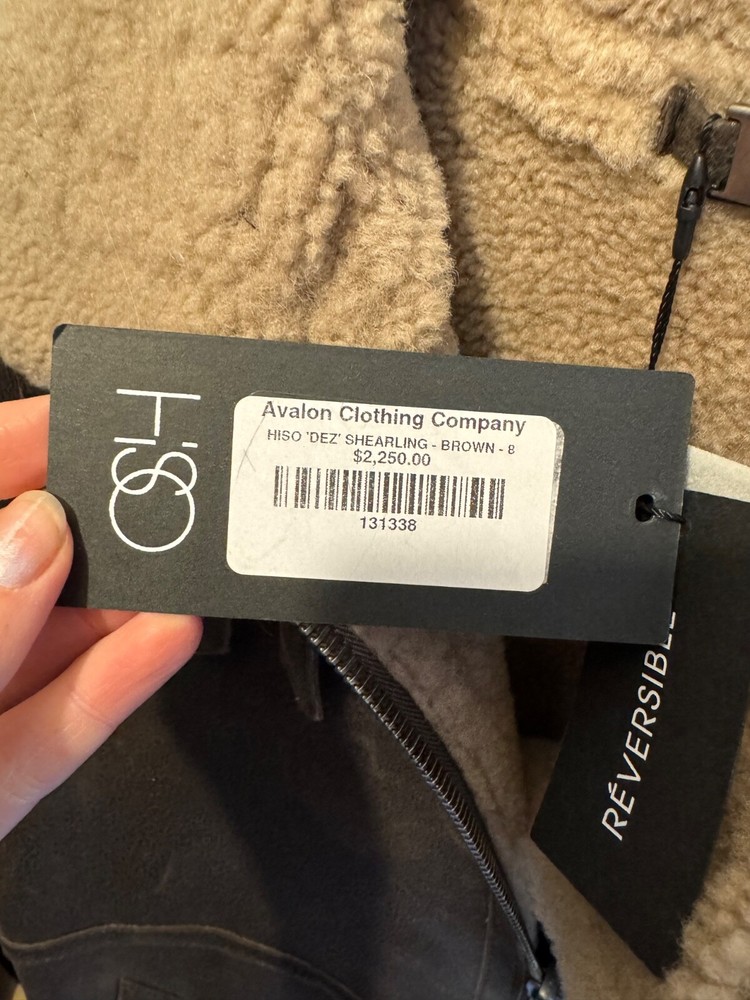 HISO
Avalon Clothing Company
HISO 'DEZ' SHEARLING - BROWN - 8
$2,250.00
131338
RÉVERSIBLE